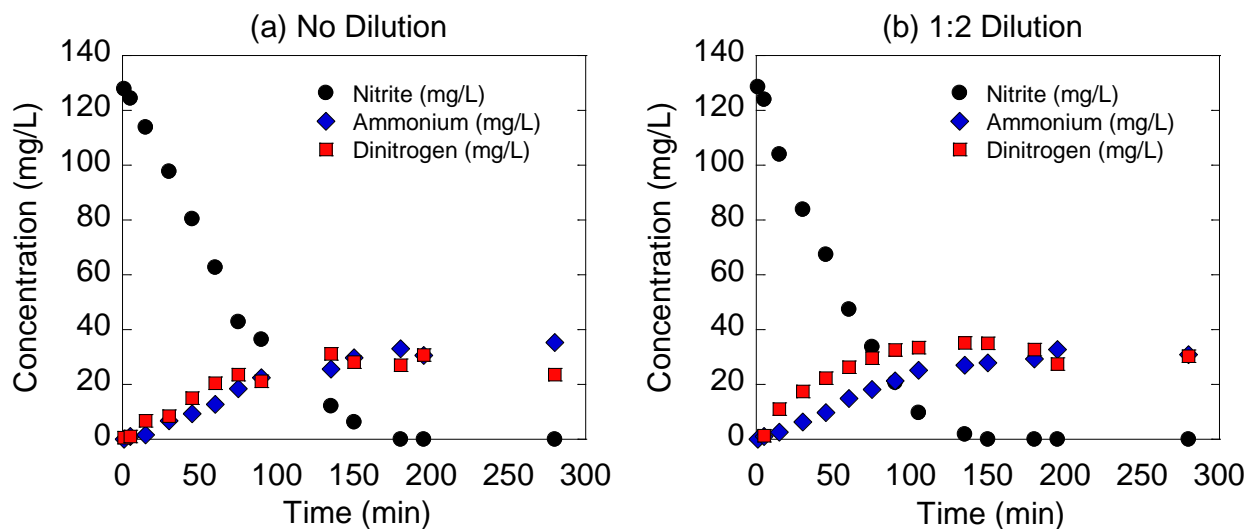 (a) No Dilution
140
120
100
80
60
40
20
0
Concentration (mg/L)
Nitrite (mg/L)
Ammonium (mg/L)
Dinitrogen (mg/L)
0 50 100 150 200 250 300
Time (min)
(b) 1:2 Dilution
140
120
100
80
60
40
20
0
Concentration (mg/L)
Nitrite (mg/L)
Ammonium (mg/L)
Dinitrogen (mg/L)
0 50 100 150 200 250 300
Time (min)